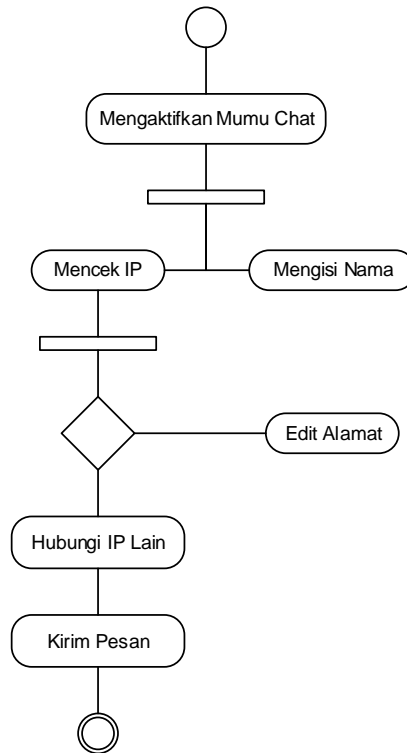 Mengaktifkan Mumu Chat
Mencek IP
Mengisi Nama
Edit Alamat
Hubungi IP Lain
Kirim Pesan